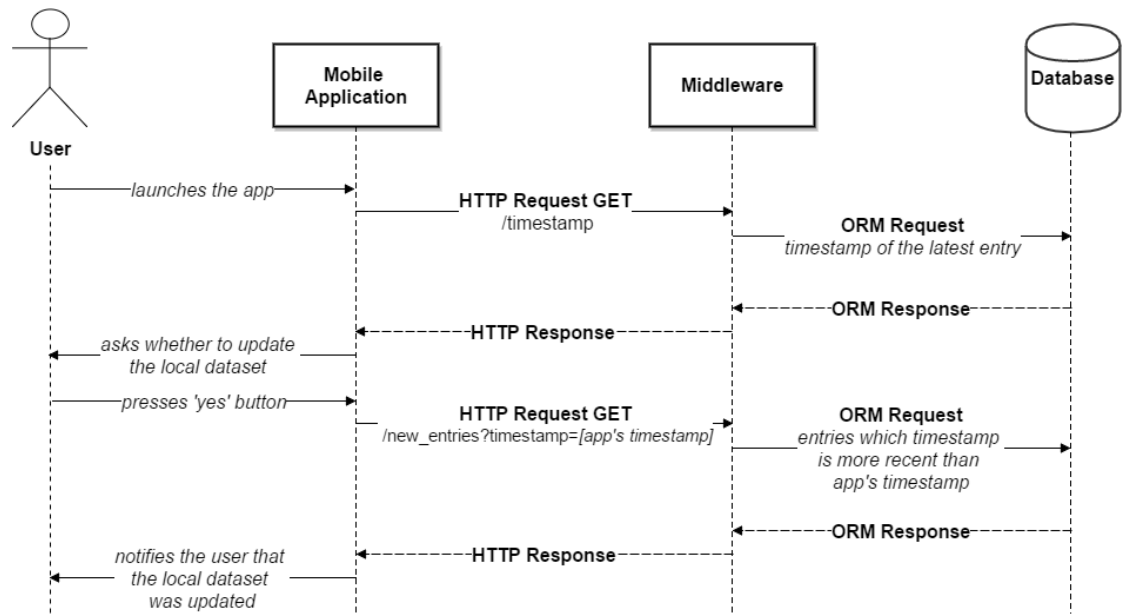 User
Mobile
Application
Middleware
Database
launches the app
HTTP Request GET
/timestamp
ORM Request
timestamp of the latest entry
ORM Response
HTTP Response
asks whether to update
the local dataset
presses 'yes' button
HTTP Request GET
/new_entries?timestamp=[app's timestamp]
ORM Request
entries which timestamp
is more recent than
app's timestamp
ORM Response
HTTP Response
notifies the user that
the local dataset
was updated